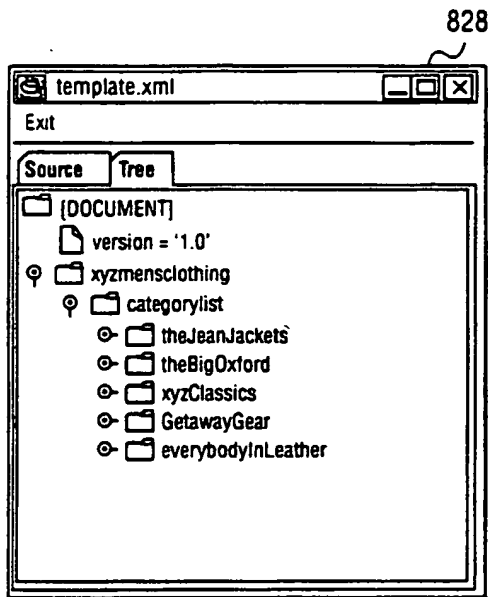 828
template.xml
Exit
Source Tree
[DOCUMENT]
version = '1.0'
xyzmensclothing
categorylist
theJeanJackets
theBigOxford
xyzClassics
GetawayGear
everybodyInLeather